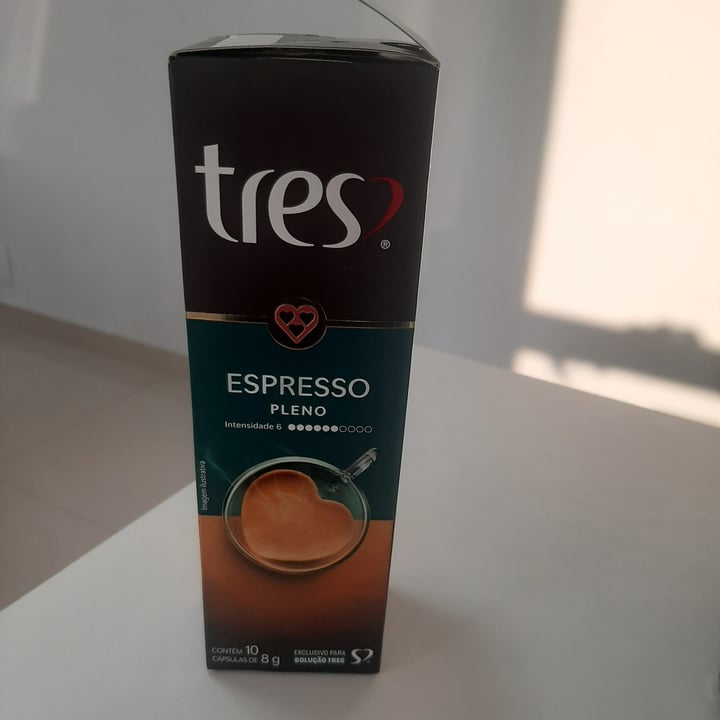 tres
®
ESPRESSO
PLENO
Intensidade 6
Imagem ilustrativa
CONTÉM 10
CÁPSULAS DE 8 g
EXCLUSIVO PARA
SOLUÇÃO TRES